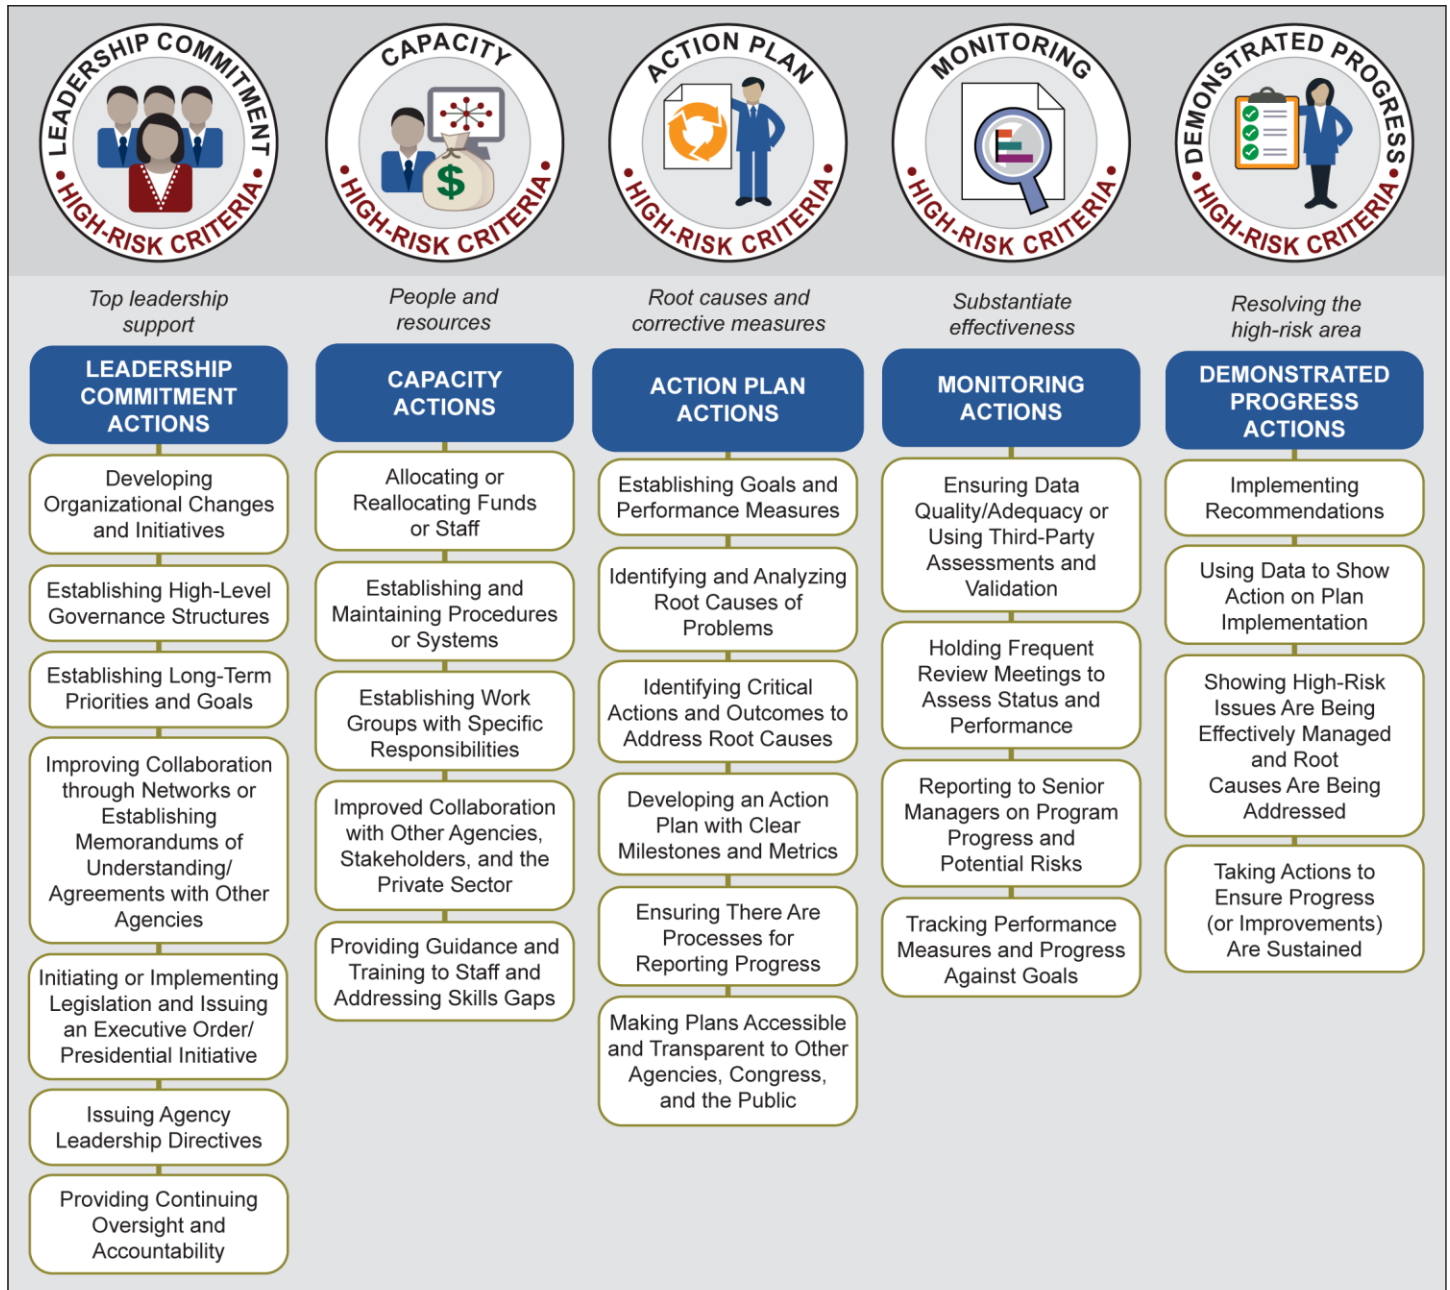 LEADERSHIP COMMITMENT
• HIGH-RISK CRITERIA •
CAPACITY
• HIGH-RISK CRITERIA •
$
ACTION PLAN
• HIGH-RISK CRITERIA •
MONITORING
• HIGH-RISK CRITERIA •
DEMONSTRATED PROGRESS
• HIGH-RISK CRITERIA •
Top leadership
support
LEADERSHIP
COMMITMENT
ACTIONS
Developing
Organizational Changes
and Initiatives
Establishing High-Level
Governance Structures
Establishing Long-Term
Priorities and Goals
Improving Collaboration
through Networks or
Establishing
Memorandums of
Understanding/
Agreements with Other
Agencies
Initiating or Implementing
Legislation and Issuing
an Executive Order/
Presidential Initiative
Issuing Agency
Leadership Directives
Providing Continuing
Oversight and
Accountability
People and
resources
CAPACITY
ACTIONS
Allocating or
Reallocating Funds
or Staff
Establishing and
Maintaining Procedures
or Systems
Establishing Work
Groups with Specific
Responsibilities
Improved Collaboration
with Other Agencies,
Stakeholders, and the
Private Sector
Providing Guidance and
Training to Staff and
Addressing Skills Gaps
Root causes and
corrective measures
ACTION PLAN
ACTIONS
Establishing Goals and
Performance Measures
Identifying and Analyzing
Root Causes of
Problems
Identifying Critical
Actions and Outcomes to
Address Root Causes
Developing an Action
Plan with Clear
Milestones and Metrics
Ensuring There Are
Processes for
Reporting Progress
Making Plans Accessible
and Transparent to Other
Agencies, Congress,
and the Public
Substantiate
effectiveness
MONITORING
ACTIONS
Ensuring Data
Quality/Adequacy or
Using Third-Party
Assessments and
Validation
Holding Frequent
Review Meetings to
Assess Status and
Performance
Reporting to Senior
Managers on Program
Progress and
Potential Risks
Tracking Performance
Measures and Progress
Against Goals
Resolving the
high-risk area
DEMONSTRATED
PROGRESS
ACTIONS
Implementing
Recommendations
Using Data to Show
Action on Plan
Implementation
Showing High-Risk
Issues Are Being
Effectively Managed
and Root
Causes Are Being
Addressed
Taking Actions to
Ensure Progress
(or Improvements)
Are Sustained